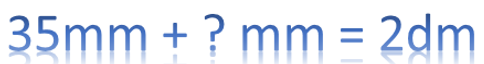 35mm + ? mm = 2dm